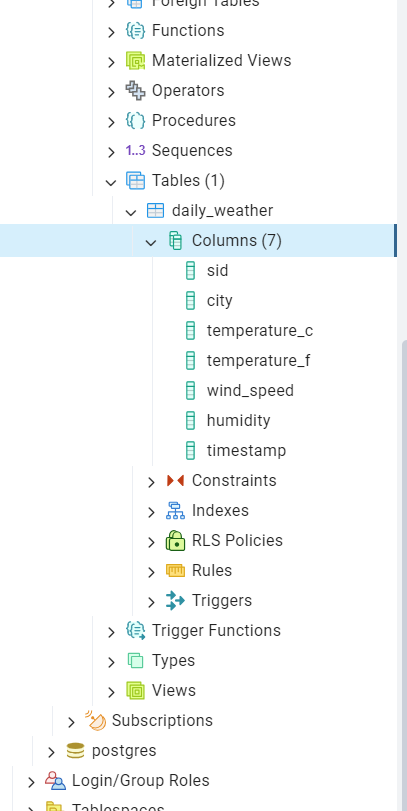 Foreign Tables
Functions
Materialized Views
Operators
Procedures
1..3 Sequences
Tables (1)
daily_weather
Columns (7)
sid
city
temperature_c
temperature_f
wind_speed
humidity
timestamp
Constraints
Indexes
RLS Policies
Rules
Triggers
Trigger Functions
Types
Views
Subscriptions
postgres
Login/Group Roles
Tablespaces